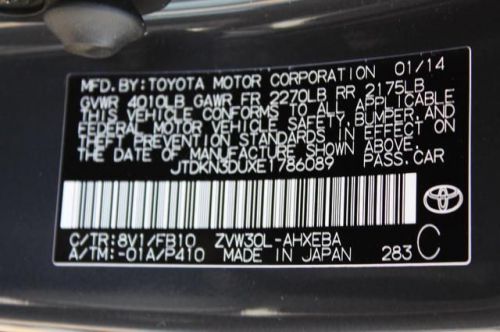 MFD. BY: TOYOTA MOTOR CORPORATION 01/14
GVWR 4010LB GAWR FR 2270LB RR 2175LB
THIS VEHICLE CONFORMS TO ALL APPLICABLE
FEDERAL MOTOR VEHICLE SAFETY, BUMPER, AND
THEFT PREVENTION STANDARDS IN EFFECT ON
THE DATE OF MANUFACTURE SHOWN ABOVE.
JTDKN3DUXE1786089 PASS. CAR
C/TR: 8V1/FB10 ZVW30L-AHXEBA
A/TM: -01A/P410 MADE IN JAPAN 283 C